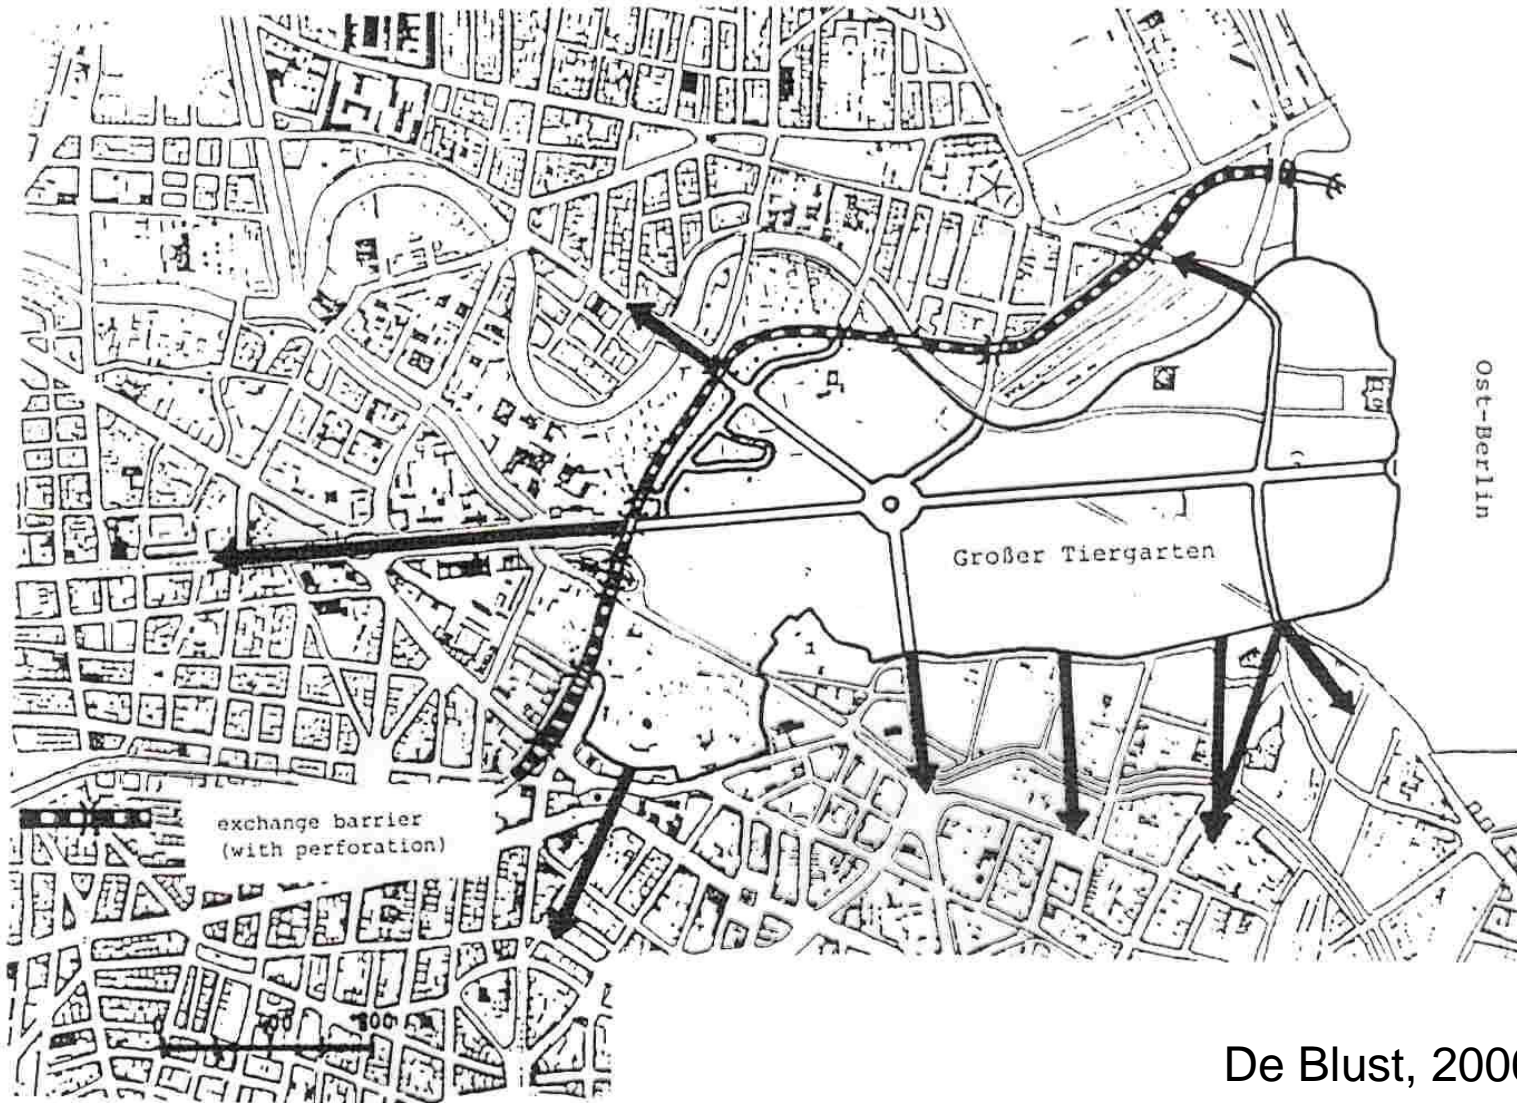 Ost-Berlin
Großer Tiergarten
exchange barrier
(with perforation)
De Blust, 2000